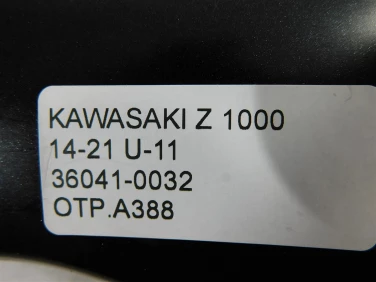 KAWASAKI Z 1000
14-21 U-11
36041-0032
OTP.A388